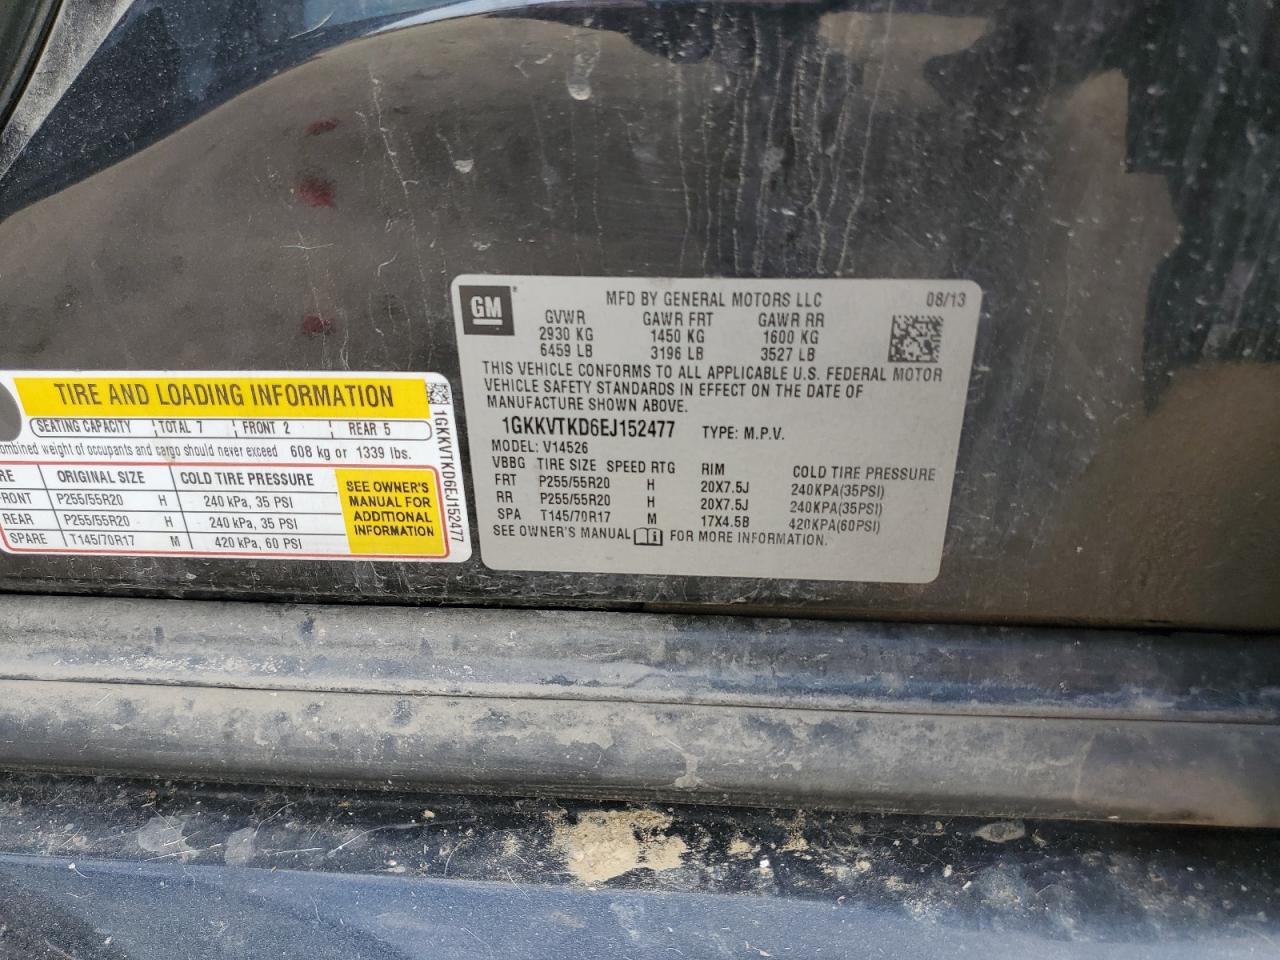 TIRE AND LOADING INFORMATION
SEATING CAPACITY TOTAL 7 FRONT 2 REAR 5
combined weight of occupants and cargo should never exceed 608 kg or 1339 lbs.
ORIGINAL SIZE COLD TIRE PRESSURE
FRONT P255/55R20 H 240 kPa, 35 PSI
REAR P255/55R20 H 240 kPa, 35 PSI
SPARE T145/70R17 M 420 kPa, 60 PSI
SEE OWNER'S
MANUAL FOR
ADDITIONAL
INFORMATION
1GKKVTKD6EJ152477
GM
MFD BY GENERAL MOTORS LLC 08/13
GVWR GAWR FRT GAWR RR
2930 KG 1450 KG 1600 KG
6459 LB 3196 LB 3527 LB
THIS VEHICLE CONFORMS TO ALL APPLICABLE U.S. FEDERAL MOTOR
VEHICLE SAFETY STANDARDS IN EFFECT ON THE DATE OF
MANUFACTURE SHOWN ABOVE.
1GKKVTKD6EJ152477 TYPE: M.P.V.
MODEL: V14526
VBBG TIRE SIZE SPEED RTG RIM COLD TIRE PRESSURE
FRT P255/55R20 H 20X7.5J 240KPA(35PSI)
RR P255/55R20 H 20X7.5J 240KPA(35PSI)
SPA T145/70R17 M 17X4.5B 420KPA(60PSI)
SEE OWNER'S MANUAL FOR MORE INFORMATION.